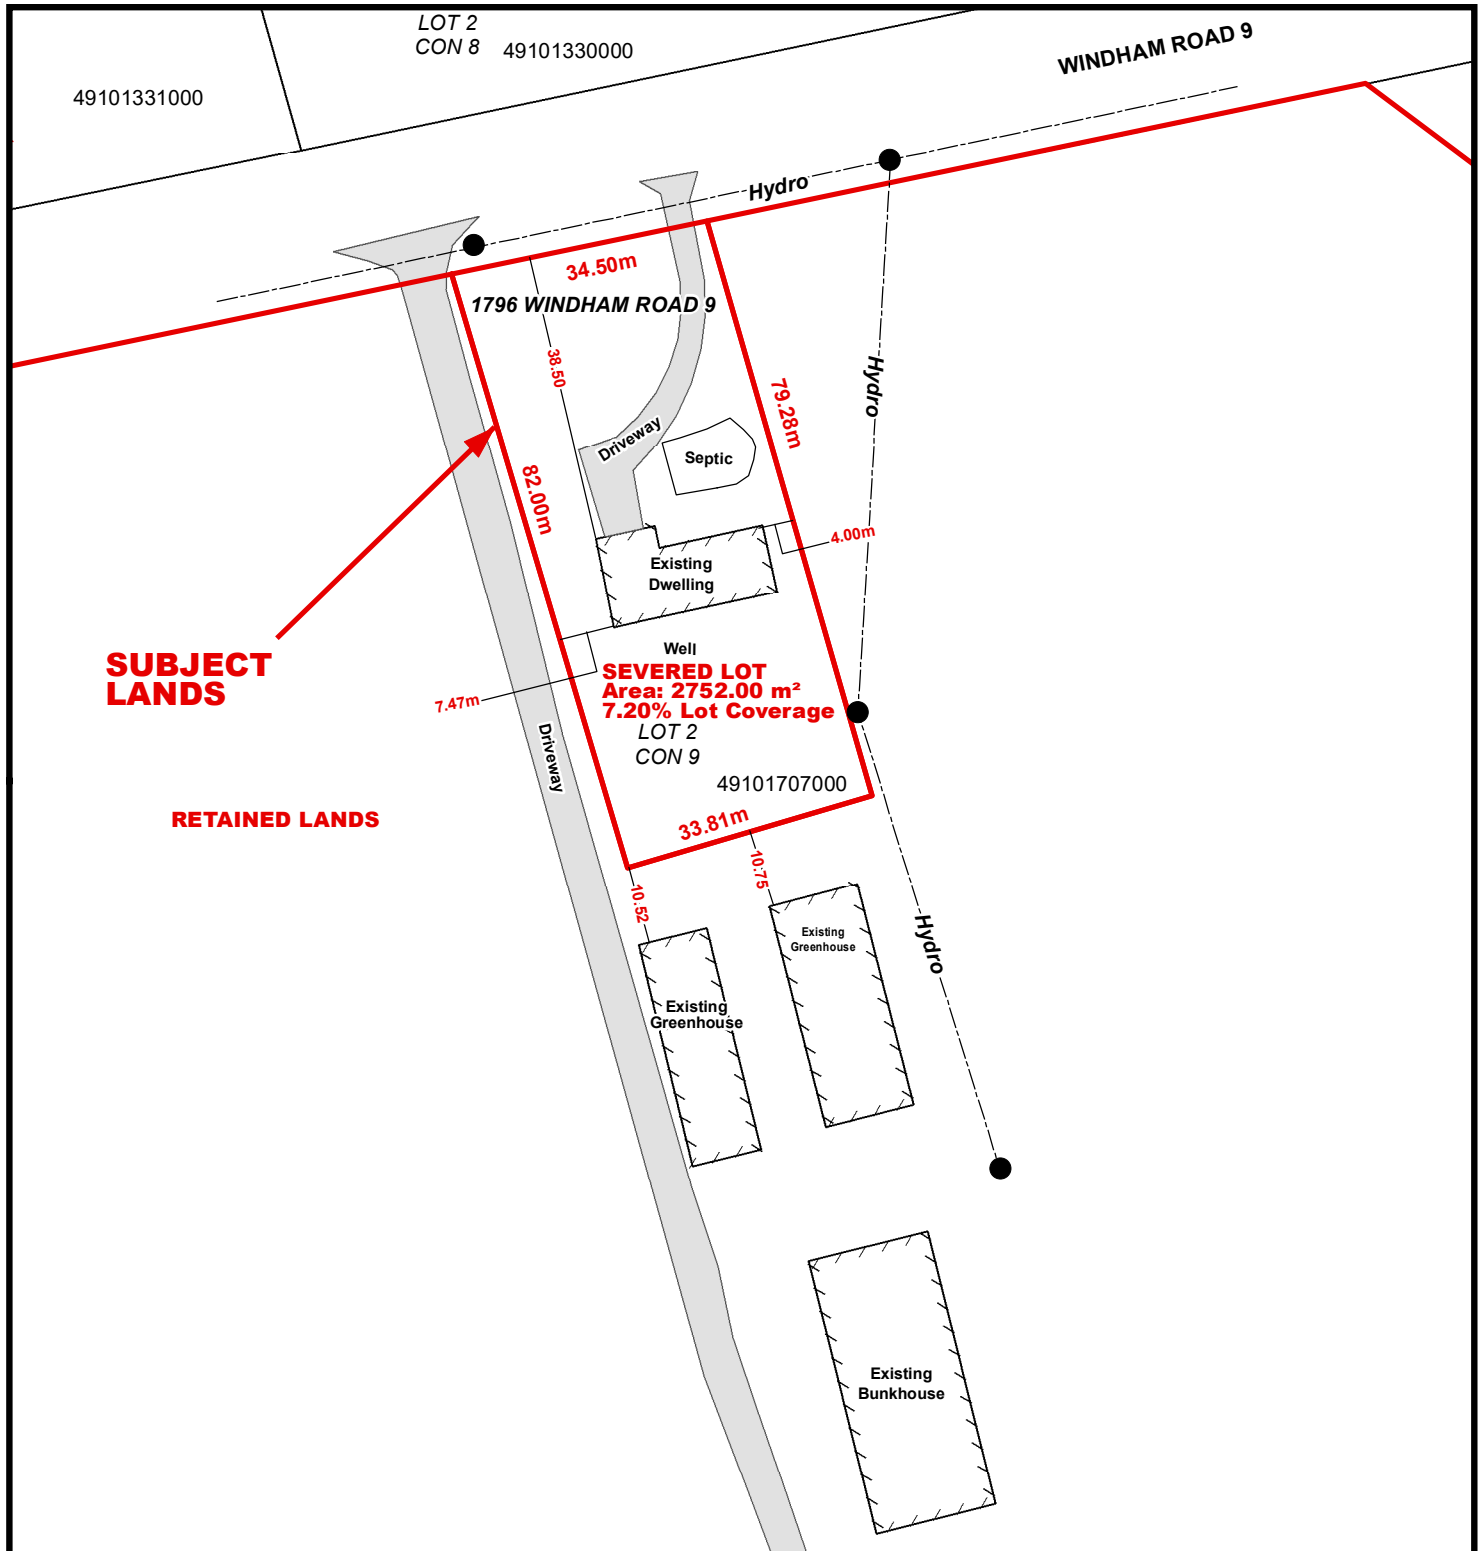 LOT 2
CON 8
49101330000
WINDHAM ROAD 9
49101331000
Hydro
34.50m
1796 WINDHAM ROAD 9
38.50
Hydro
79.28m
Driveway
Septic
82.00m
4.00m
Existing
Dwelling
SUBJECT
LANDS
Well
SEVERED LOT
Area: 2752.00 m²
7.20% Lot Coverage
7.47m
LOT 2
CON 9
Driveway
49101707000
RETAINED LANDS
33.81m
10.75
10.52
Existing
Greenhouse
Hydro
Existing
Greenhouse
Existing
Bunkhouse